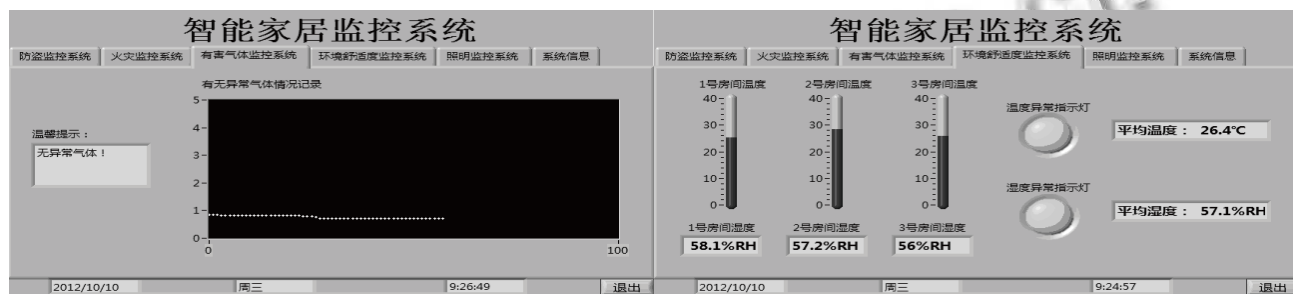 智能家居监控系统
防盗监控系统 火灾监控系统 有害气体监控系统 环境舒适度监控系统 照明监控系统 系统信息
有无异常气体情况记录
温馨提示：
无异常气体！
5
4
3
2
1
0
0 100
2012/10/10 周三 9:26:49 退出
智能家居监控系统
防盗监控系统 火灾监控系统 有害气体监控系统 环境舒适度监控系统 照明监控系统 系统信息
1号房间温度 2号房间温度 3号房间温度
40 40 40
30 30 30
20 20 20
10 10 10
0 0 0
温度异常指示灯
平均温度： 26.4℃
湿度异常指示灯
平均湿度： 57.1%RH
1号房间湿度 2号房间湿度 3号房间湿度
58.1%RH 57.2%RH 56%RH
2012/10/10 周三 9:24:57 退出